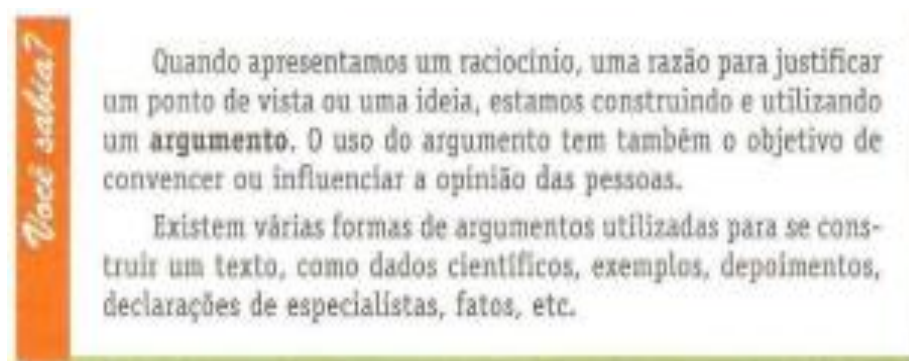 Você sabia?
Quando apresentamos um raciocínio, uma razão para justificar
um ponto de vista ou uma ideia, estamos construindo e utilizando
um argumento. O uso do argumento tem também o objetivo de
convencer ou influenciar a opinião das pessoas.
Existem várias formas de argumentos utilizadas para se cons-
truir um texto, como dados científicos, exemplos, depoimentos,
declarações de especialistas, fatos, etc.